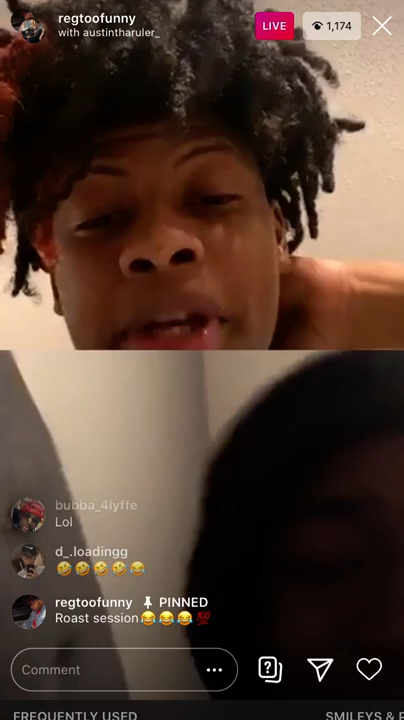 regtoofunny
with austintharuler_
LIVE
1,174
bubba_4lyffe
Lol
d_.loadingg
🤣🤣🤣🤣😂
regtoofunny PINNED
Roast session😂😂😂💯
Comment
FREQUENTLY USED
SMILEYS & P